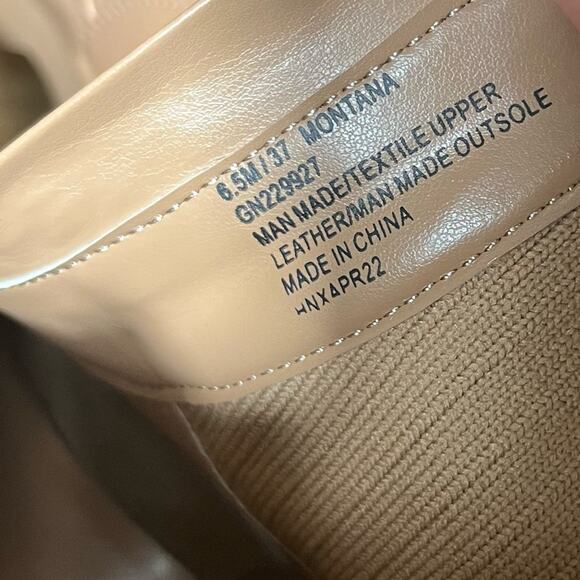 6.5M/37 MONTANA
GN229927
MAN MADE/TEXTILE UPPER
LEATHER/MAN MADE OUTSOLE
MADE IN CHINA
HNXAPR22